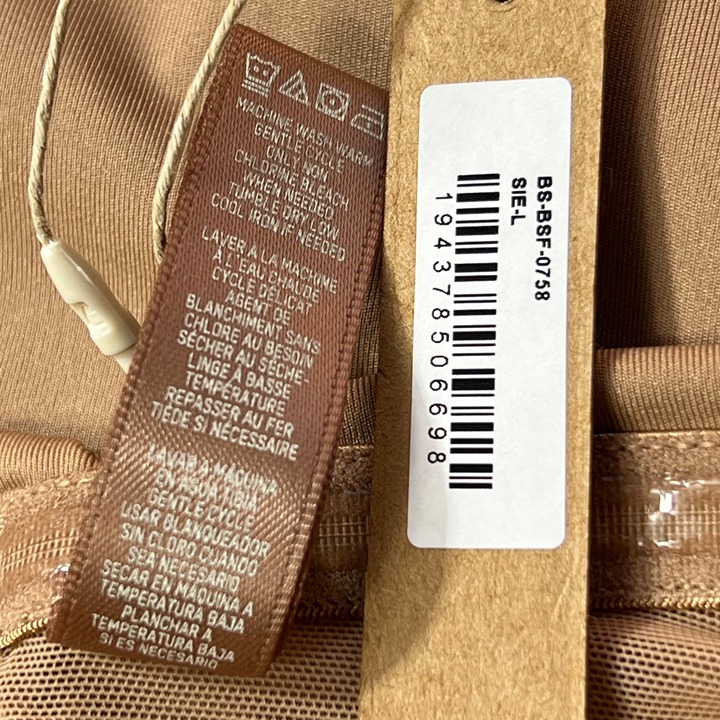 MACHINE WASH WARM
GENTLE CYCLE
ONLY NON
CHLORINE BLEACH
WHEN NEEDED
TUMBLE DRY LOW
COOL IRON IF NEEDED
LAVER A LA MACHINE
À L'EAU CHAUDE
CYCLE DÉLICAT
AGENT DE
BLANCHIMENT SANS
CHLORE AU BESOIN
SÉCHER AU SÈCHE-
LINGE À BASSE
TEMPÉRATURE
REPASSER AU FER
TIÈDE SI NÉCESSAIRE
LAVAR A MAQUINA
EN AGUA TIBIA
GENTLE CYCLE
USAR BLANQUEADOR
SIN CLORO CUANDO
SEA NECESARIO
SECAR EN MAQUINA A
TEMPERATURA BAJA
PLANCHAR A
TEMPERATURA BAJA
SI ES NECESARIO
BS-BSF-0758
SIE-L
194378506698